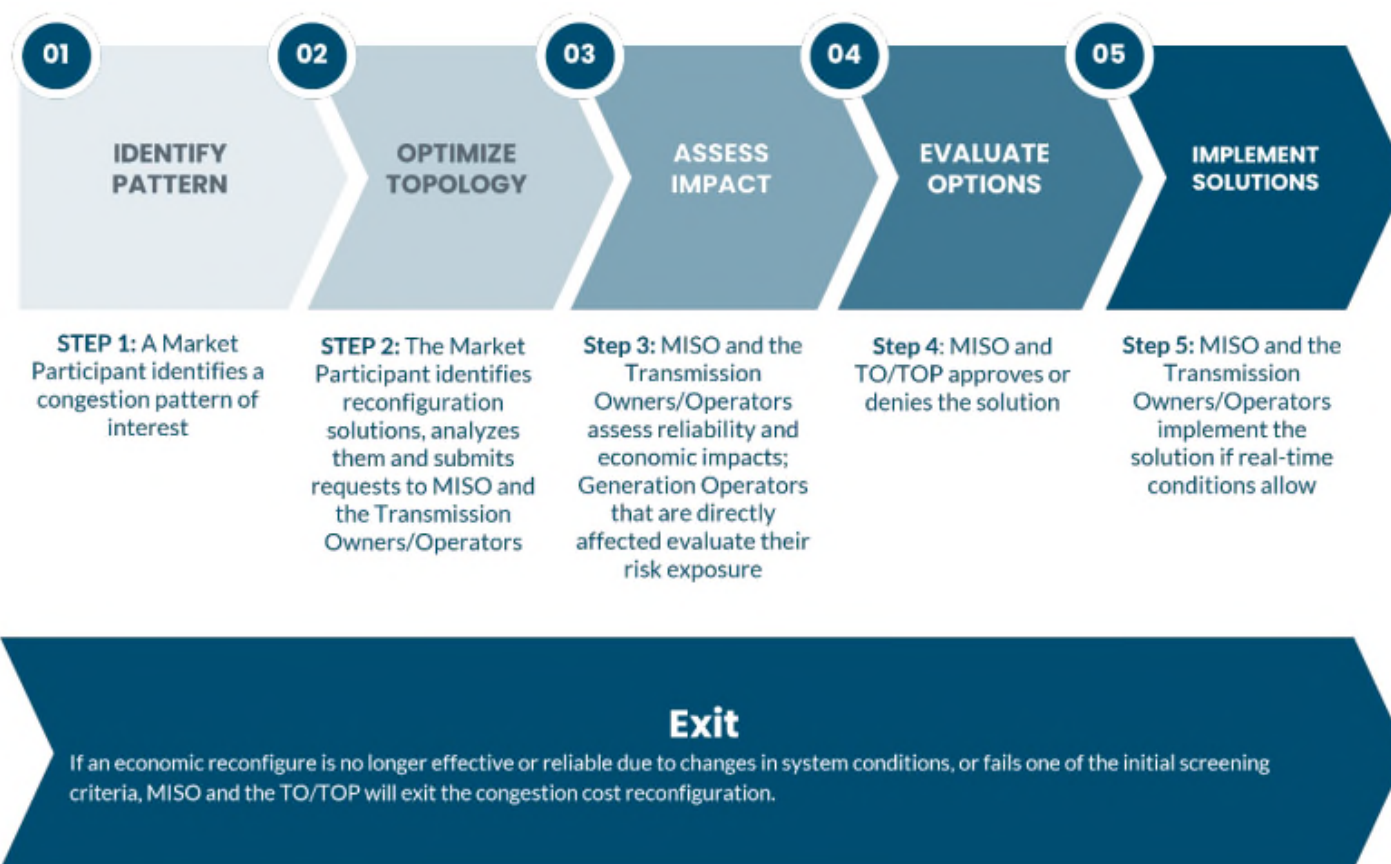 01
02
03
04
05
IDENTIFY
PATTERN
OPTIMIZE
TOPOLOGY
ASSESS
IMPACT
EVALUATE
OPTIONS
IMPLEMENT
SOLUTIONS
STEP 1: A Market
Participant identifies a
congestion pattern of
interest
STEP 2: The Market
Participant identifies
reconfiguration
solutions, analyzes
them and submits
requests to MISO and
the Transmission
Owners/Operators
Step 3: MISO and the
Transmission
Owners/Operators
assess reliability and
economic impacts;
Generation Operators
that are directly
affected evaluate their
risk exposure
Step 4: MISO and
TO/TOP approves or
denies the solution
Step 5: MISO and the
Transmission
Owners/Operators
implement the
solution if real-time
conditions allow
Exit
If an economic reconfigure is no longer effective or reliable due to changes in system conditions, or fails one of the initial screening
criteria, MISO and the TO/TOP will exit the congestion cost reconfiguration.